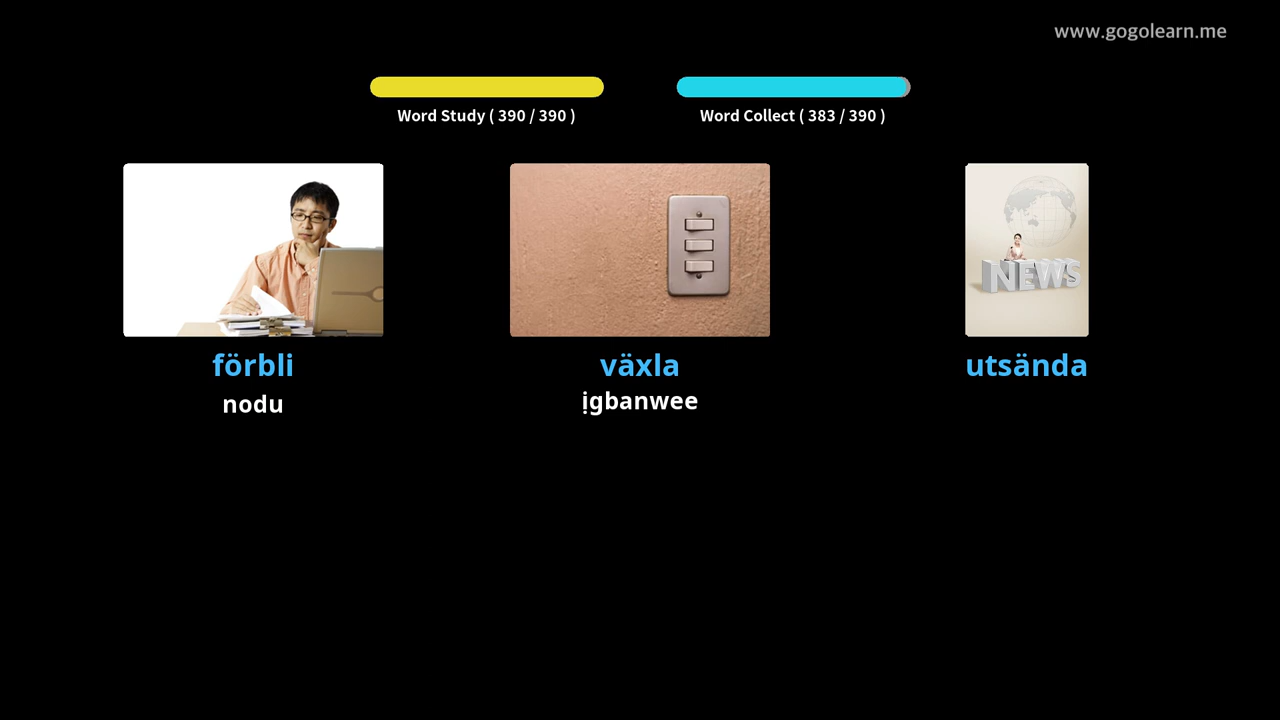 www.gogolearn.me
Word Study ( 390 / 390 )
Word Collect ( 383 / 390 )
NEWS
förbli
växla
utsända
nodu
ịgbanwee